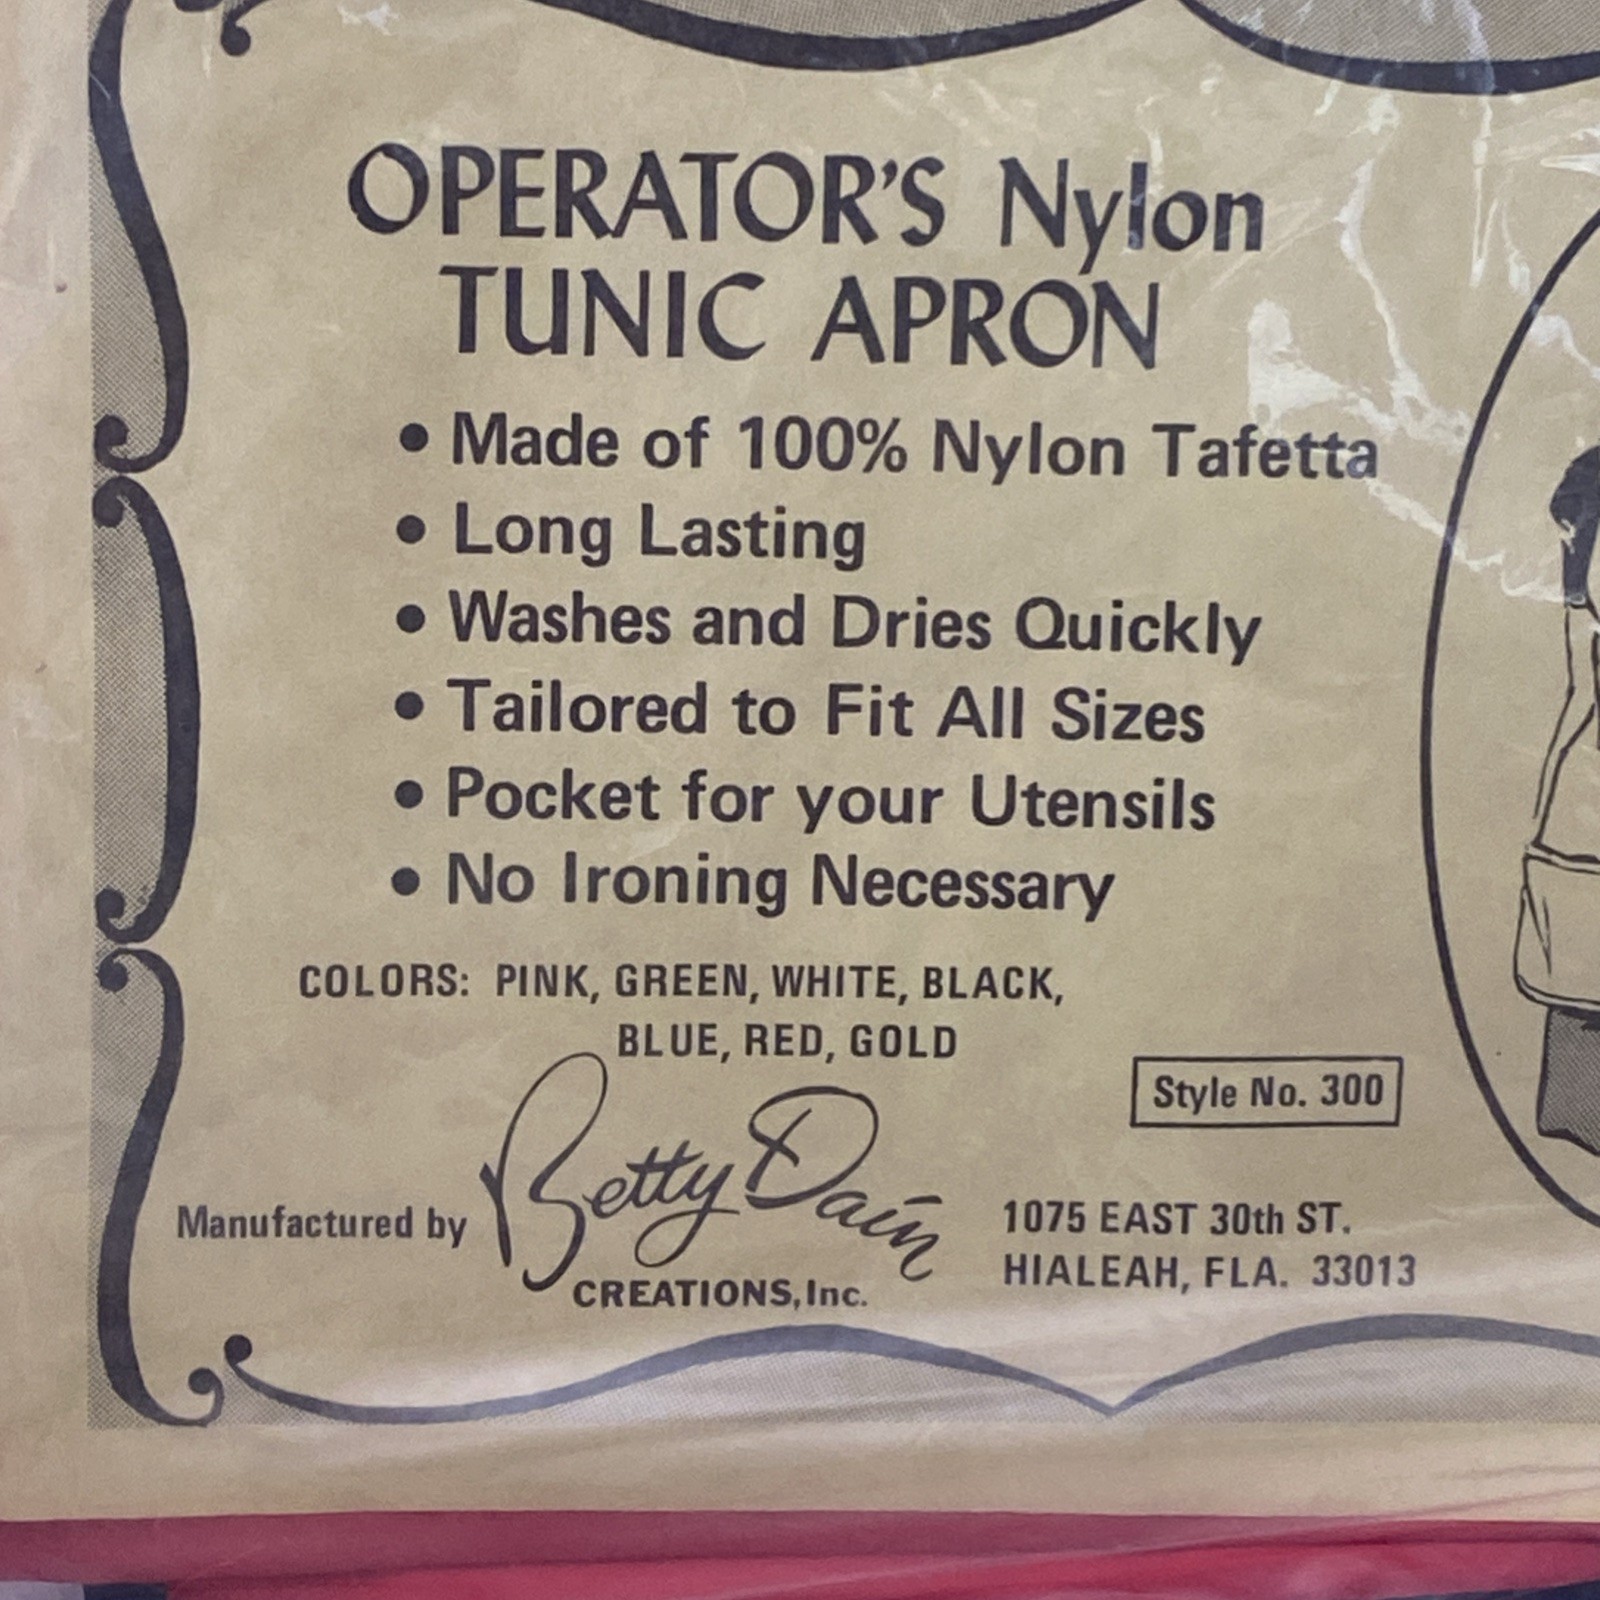 OPERATOR'S Nylon
TUNIC APRON
• Made of 100% Nylon Tafetta
• Long Lasting
• Washes and Dries Quickly
• Tailored to Fit All Sizes
• Pocket for your Utensils
• No Ironing Necessary
COLORS: PINK, GREEN, WHITE, BLACK,
BLUE, RED, GOLD
Style No. 300
Manufactured by Betty Dain
CREATIONS, Inc.
1075 EAST 30th ST.
HIALEAH, FLA. 33013